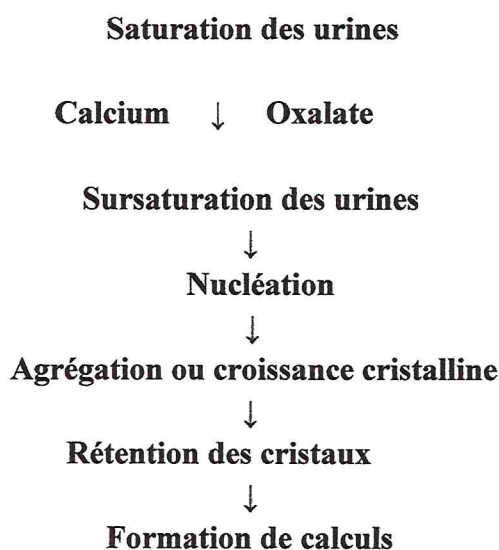 Saturation des urines
Calcium ↓ Oxalate
Sursaturation des urines
↓
Nucléation
↓
Agrégation ou croissance cristalline
↓
Rétention des cristaux
↓
Formation de calculs